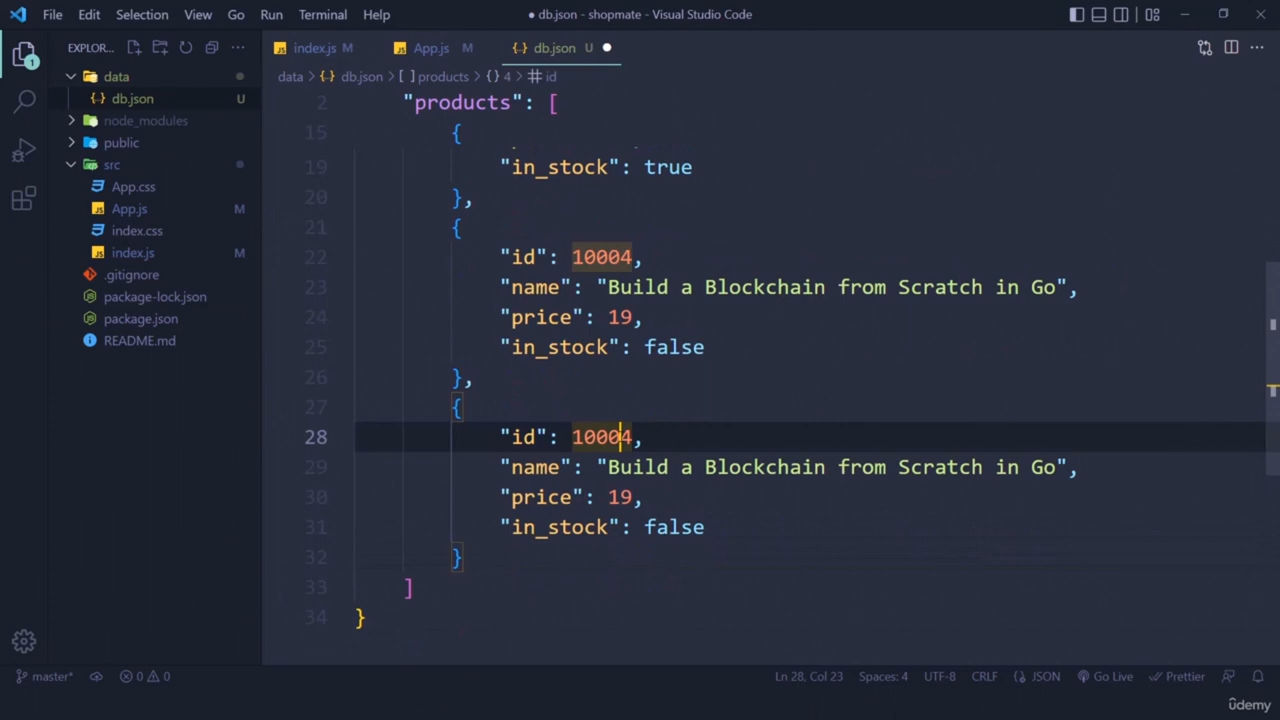 File Edit Selection View Go Run Terminal Help
db.json - shopmate - Visual Studio Code
EXPLOR...
index.js M
App.js M
db.json U
data
db.json U
node_modules
public
src
App.css
App.js M
index.css
index.js M
.gitignore
package-lock.json
package.json
README.md
1
data > {..} db.json > [ ] products > {} 4 > # id
2 "products": [
15 {
19 "in_stock": true
20 },
21 {
22 "id": 10004,
23 "name": "Build a Blockchain from Scratch in Go",
24 "price": 19,
25 "in_stock": false
26 },
27 {
28 "id": 10004,
29 "name": "Build a Blockchain from Scratch in Go",
30 "price": 19,
31 "in_stock": false
32 }
33 ]
34 }
master* 0 0 Ln 28, Col 23 Spaces: 4 UTF-8 CRLF JSON Go Live Prettier
ûdemy